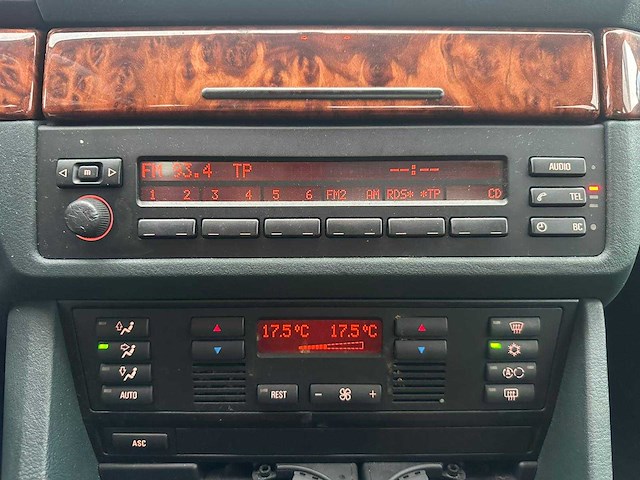 FM 93.4 TP --:--
1 2 3 4 5 6 FM2 AM RDS* *TP CD
m
AUDIO
TEL
BC
17.5°C 17.5°C
AUTO
REST
- +
A
ASC